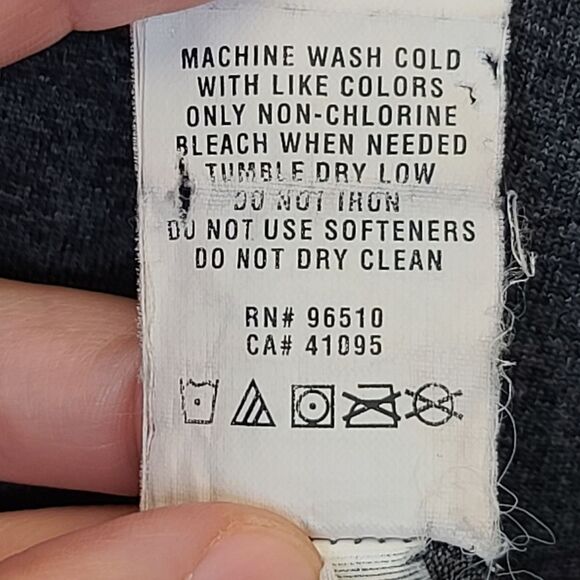 MACHINE WASH COLD
WITH LIKE COLORS
ONLY NON-CHLORINE
BLEACH WHEN NEEDED
TUMBLE DRY LOW
DO NOT IRON
DO NOT USE SOFTENERS
DO NOT DRY CLEAN
RN# 96510
CA# 41095